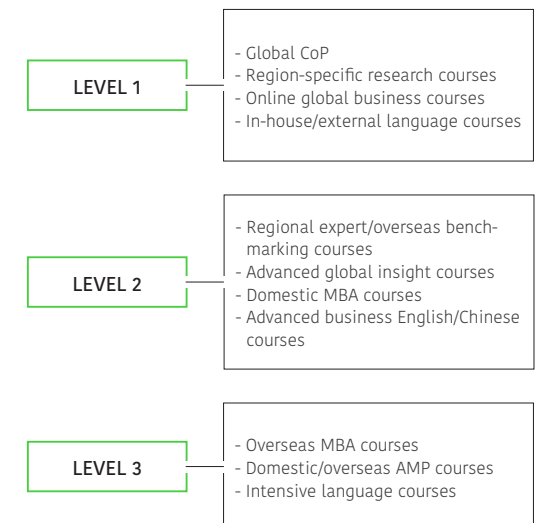 LEVEL 1
- Global CoP
- Region-specific research courses
- Online global business courses
- In-house/external language courses
LEVEL 2
- Regional expert/overseas bench-
marking courses
- Advanced global insight courses
- Domestic MBA courses
- Advanced business English/Chinese
courses
LEVEL 3
- Overseas MBA courses
- Domestic/overseas AMP courses
- Intensive language courses